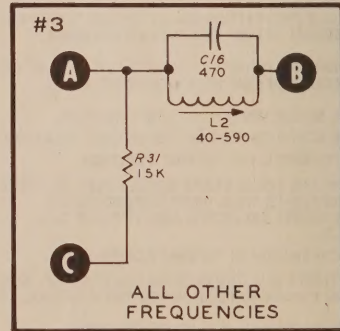 #3
C16
470
A
B
L2
40-590
R31
15K
C
ALL OTHER
FREQUENCIES